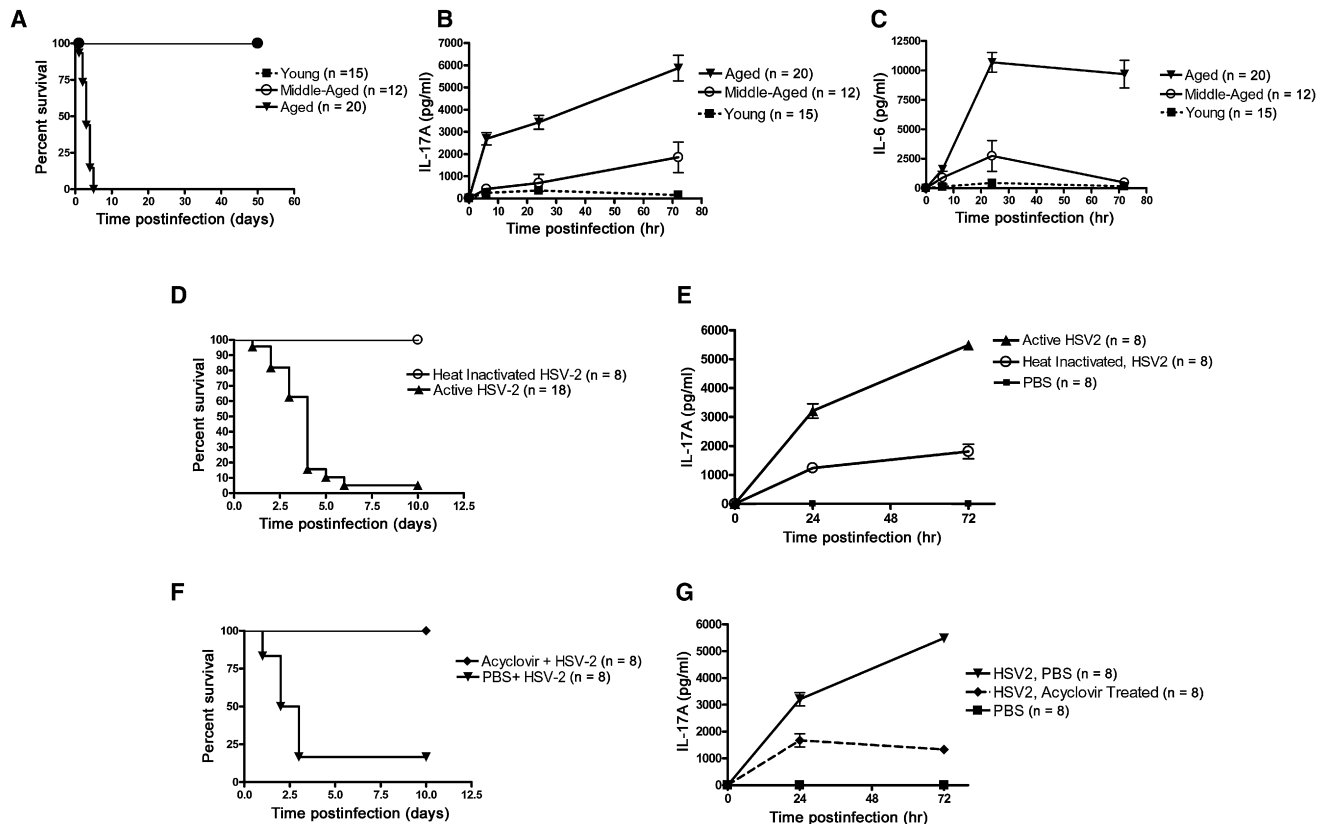 A
Percent survival
100
75
50
25
0
0 10 20 30 40 50 60
Time postinfection (days)
Young (n =15)
Middle-Aged (n =12)
Aged (n = 20)
B
IL-17A (pg/ml)
7000
6000
5000
4000
3000
2000
1000
0
0 10 20 30 40 50 60 70 80
Time postinfection (hr)
Aged (n = 20)
Middle-Aged (n = 12)
Young (n = 15)
C
IL-6 (pg/ml)
12500
10000
7500
5000
2500
0
0 10 20 30 40 50 60 70 80
Time postinfection (hr)
Aged (n = 20)
Middle-Aged (n = 12)
Young (n = 15)
D
Percent survival
100
90
80
70
60
50
40
30
20
10
0
0.0 2.5 5.0 7.5 10.0 12.5
Time postinfection (days)
Heat Inactivated HSV-2 (n = 8)
Active HSV-2 (n = 18)
E
IL-17A (pg/ml)
6000
5000
4000
3000
2000
1000
0
0 24 48 72
Time postinfection (hr)
Active HSV2 (n = 8)
Heat Inactivated, HSV2 (n = 8)
PBS (n = 8)
F
Percent survival
100
75
50
25
0
0.0 2.5 5.0 7.5 10.0 12.5
Time postinfection (days)
Acyclovir + HSV-2 (n = 8)
PBS+ HSV-2 (n = 8)
G
IL-17A (pg/ml)
6000
5000
4000
3000
2000
1000
0
0 24 48 72
Time postinfection (hr)
HSV2, PBS (n = 8)
HSV2, Acyclovir Treated (n = 8)
PBS (n = 8)